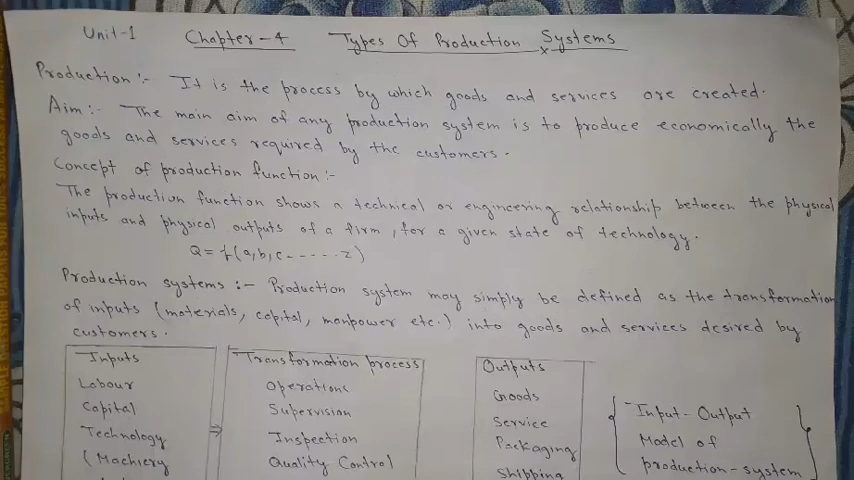 Unit-1 Chapter-4 Types Of Production Systems
Production:- It is the process by which goods and services are created.
Aim:- The main aim of any production system is to produce economically the
goods and services required by the customers.
Concept of production function:-
The production function shows a technical or engineering relationship between the physical
inputs and physical outputs of a firm, for a given state of technology.
Q = f(a,b,c-----z)
Production systems:- Production system may simply be defined as the transformation
of inputs (materials, capital, manpower etc.) into goods and services desired by
customers.
Inputs
Labour
Capital
Technology
(Machiery
⇒
Transformation process
Operations
Supervision
Inspection
Quality Control
Outputs
Goods
Service
Packaging
Shipping
Input-Output
Model of
production-system